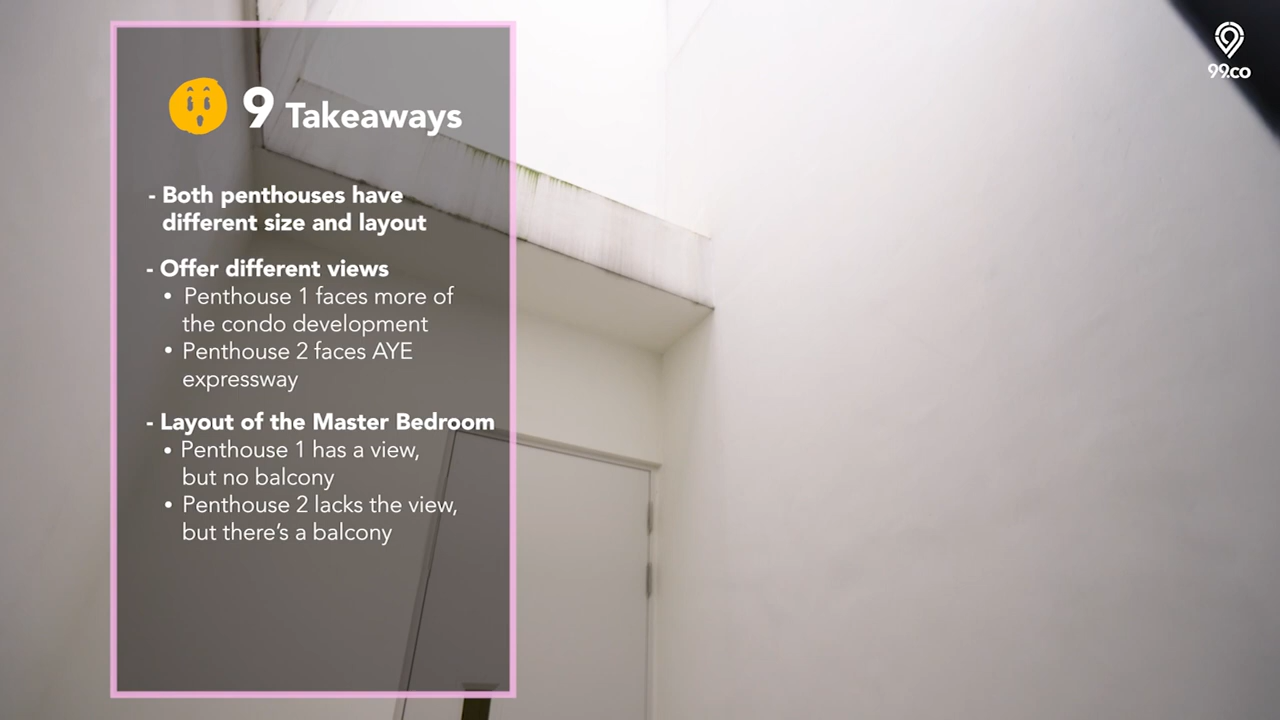 9 Takeaways
- Both penthouses have
different size and layout
- Offer different views
• Penthouse 1 faces more of
the condo development
• Penthouse 2 faces AYE
expressway
- Layout of the Master Bedroom
• Penthouse 1 has a view,
but no balcony
• Penthouse 2 lacks the view,
but there's a balcony
99.co